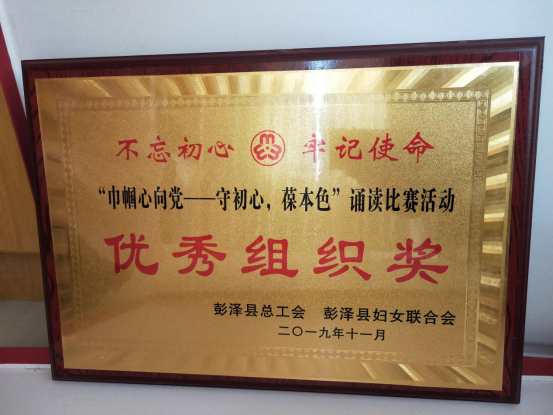 不忘初心 牢记使命
“巾帼心向党——守初心，葆本色”诵读比赛活动
优秀组织奖
彭泽县总工会 彭泽县妇女联合会
二〇一九年十一月